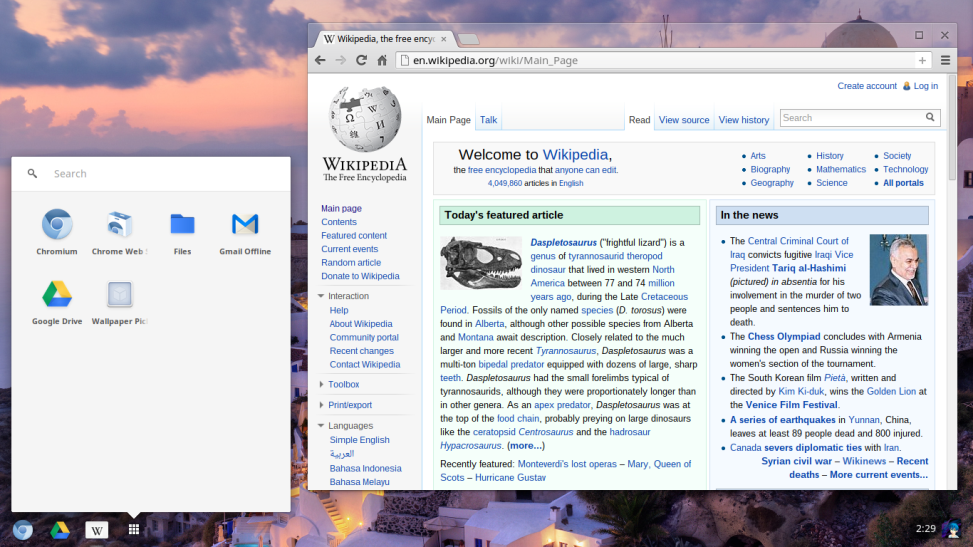 Search
Chromium
Chrome Web
Files
Gmail Offline
Google Drive
Wallpaper Pic
W
2:29
Wikipedia, the free ency
en.wikipedia.org/wiki/Main_Page
Create account
Log in
Main Page
Talk
Read
View source
View history
Search
WIKIPEDIA
The Free Encyclopedia
Main page
Contents
Featured content
Current events
Random article
Donate to Wikipedia
Interaction
Help
About Wikipedia
Community portal
Recent changes
Contact Wikipedia
Toolbox
Print/export
Languages
Simple English
العربية
Bahasa Indonesia
Bahasa Melayu
Welcome to Wikipedia,
the free encyclopedia that anyone can edit.
4,049,860 articles in English
Arts
Biography
Geography
History
Mathematics
Science
Society
Technology
All portals
Today's featured article
Daspletosaurus ("frightful lizard") is a
genus of tyrannosaurid theropod
dinosaur that lived in western North
America between 77 and 74 million
years ago, during the Late Cretaceous
Period. Fossils of the only named species (D. torosus) were
found in Alberta, although other possible species from Alberta
and Montana await description. Closely related to the much
larger and more recent Tyrannosaurus, Daspletosaurus was a
multi-ton bipedal predator equipped with dozens of large, sharp
teeth. Daspletosaurus had the small forelimbs typical of
tyrannosaurids, although they were proportionately longer than
in other genera. As an apex predator, Daspletosaurus was at
the top of the food chain, probably preying on large dinosaurs
like the ceratopsid Centrosaurus and the hadrosaur
Hypacrosaurus. (more...)
Recently featured: Monteverdi's lost operas – Mary, Queen of
Scots – Hurricane Gustav
In the news
The Central Criminal Court of
Iraq convicts fugitive Iraqi Vice
President Tariq al-Hashimi
(pictured) in absentia for his
involvement in the murder of two
people and sentences him to
death.
The Chess Olympiad concludes with Armenia
winning the open and Russia winning the
women's section of the tournament.
The South Korean film Pietà, written and
directed by Kim Ki-duk, wins the Golden Lion at
the Venice Film Festival.
A series of earthquakes in Yunnan, China,
leaves at least 89 people dead and 800 injured.
Canada severs diplomatic ties with Iran.
Syrian civil war – Wikinews – Recent
deaths – More current events...